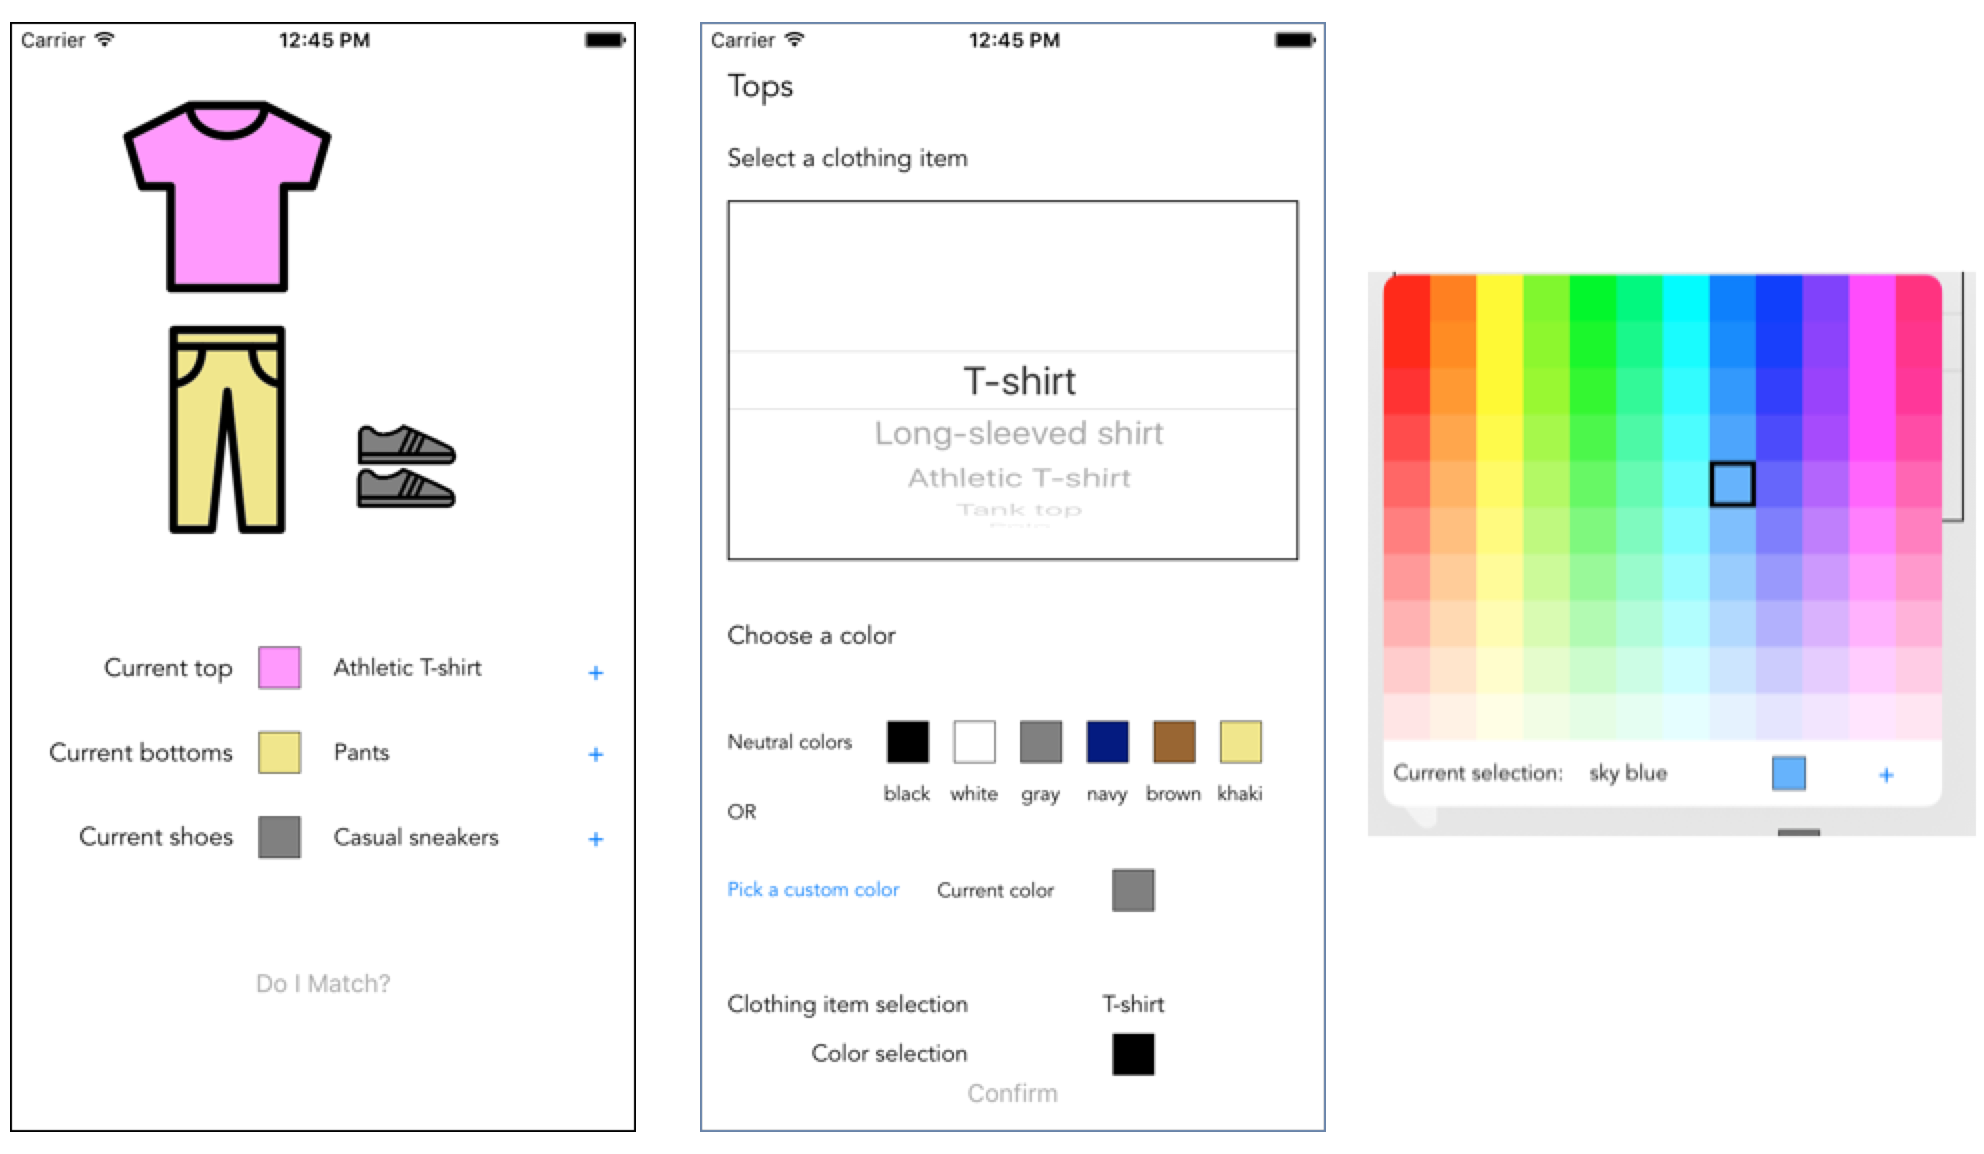 Carrier 12:45 PM
Current top Athletic T-shirt +
Current bottoms Pants +
Current shoes Casual sneakers +
Do I Match?
Carrier 12:45 PM
Tops
Select a clothing item
T-shirt
Long-sleeved shirt
Athletic T-shirt
Tank top
Choose a color
Neutral colors
black white gray navy brown khaki
OR
Pick a custom color Current color
Clothing item selection T-shirt
Color selection
Confirm
Current selection: sky blue +